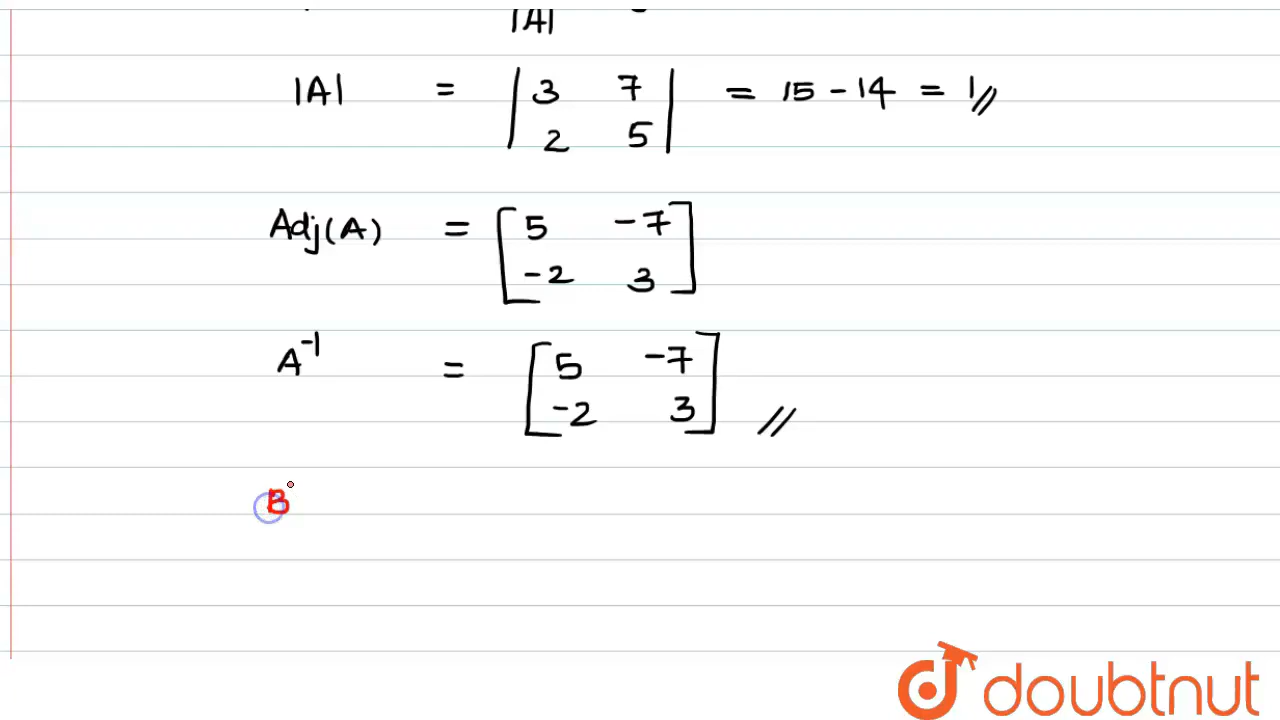 |A|
|A| = | 3 7 | = 15 - 14 = 1 //
2 5
Adj(A) = [ 5 -7 ]
-2 3
A⁻¹ = [ 5 -7 ]
-2 3 //
B
doubtnut